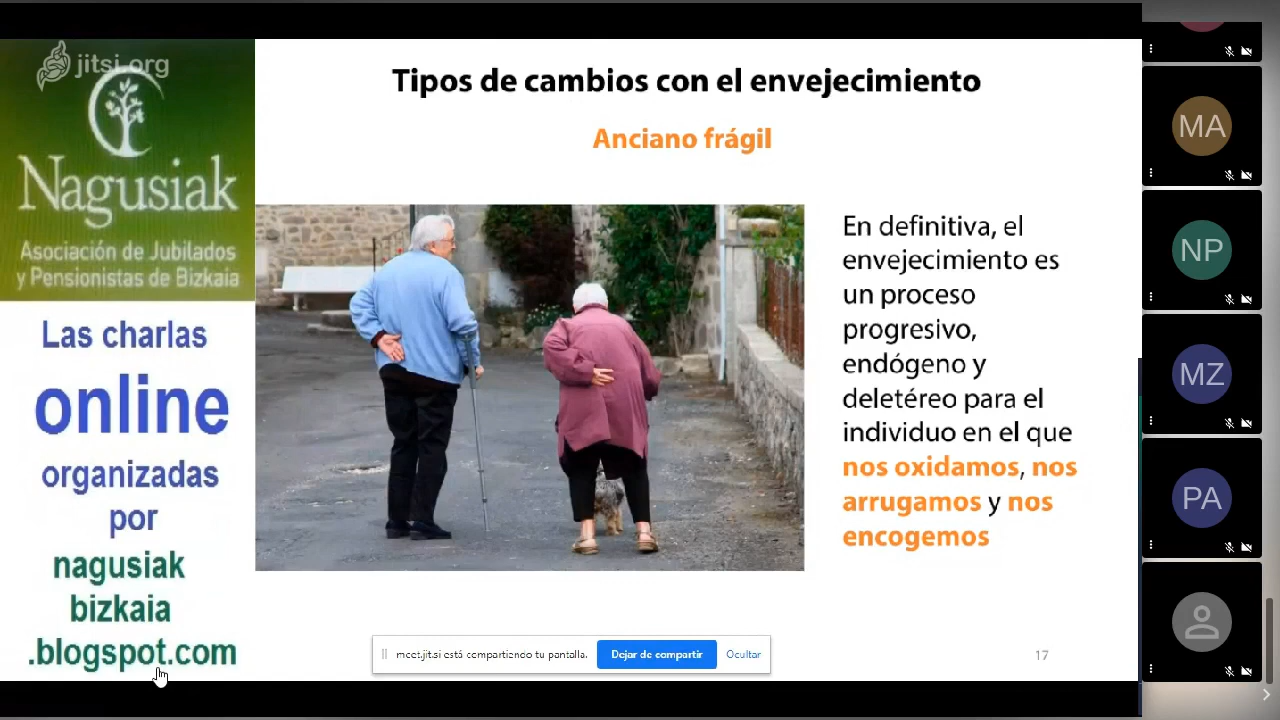 jitsi.org
Nagusiak
Asociación de Jubilados
y Pensionistas de Bizkaia
Las charlas
online
organizadas
por
nagusiak
bizkaia
.blogspot.com
Tipos de cambios con el envejecimiento
Anciano frágil
En definitiva, el
envejecimiento es
un proceso
progresivo,
endógeno y
deletéreo para el
individuo en el que
nos oxidamos, nos
arrugamos y nos
encogemos
meet.jit.si está compartiendo tu pantalla.
Dejar de compartir
Ocultar
17
MA
NP
MZ
PA